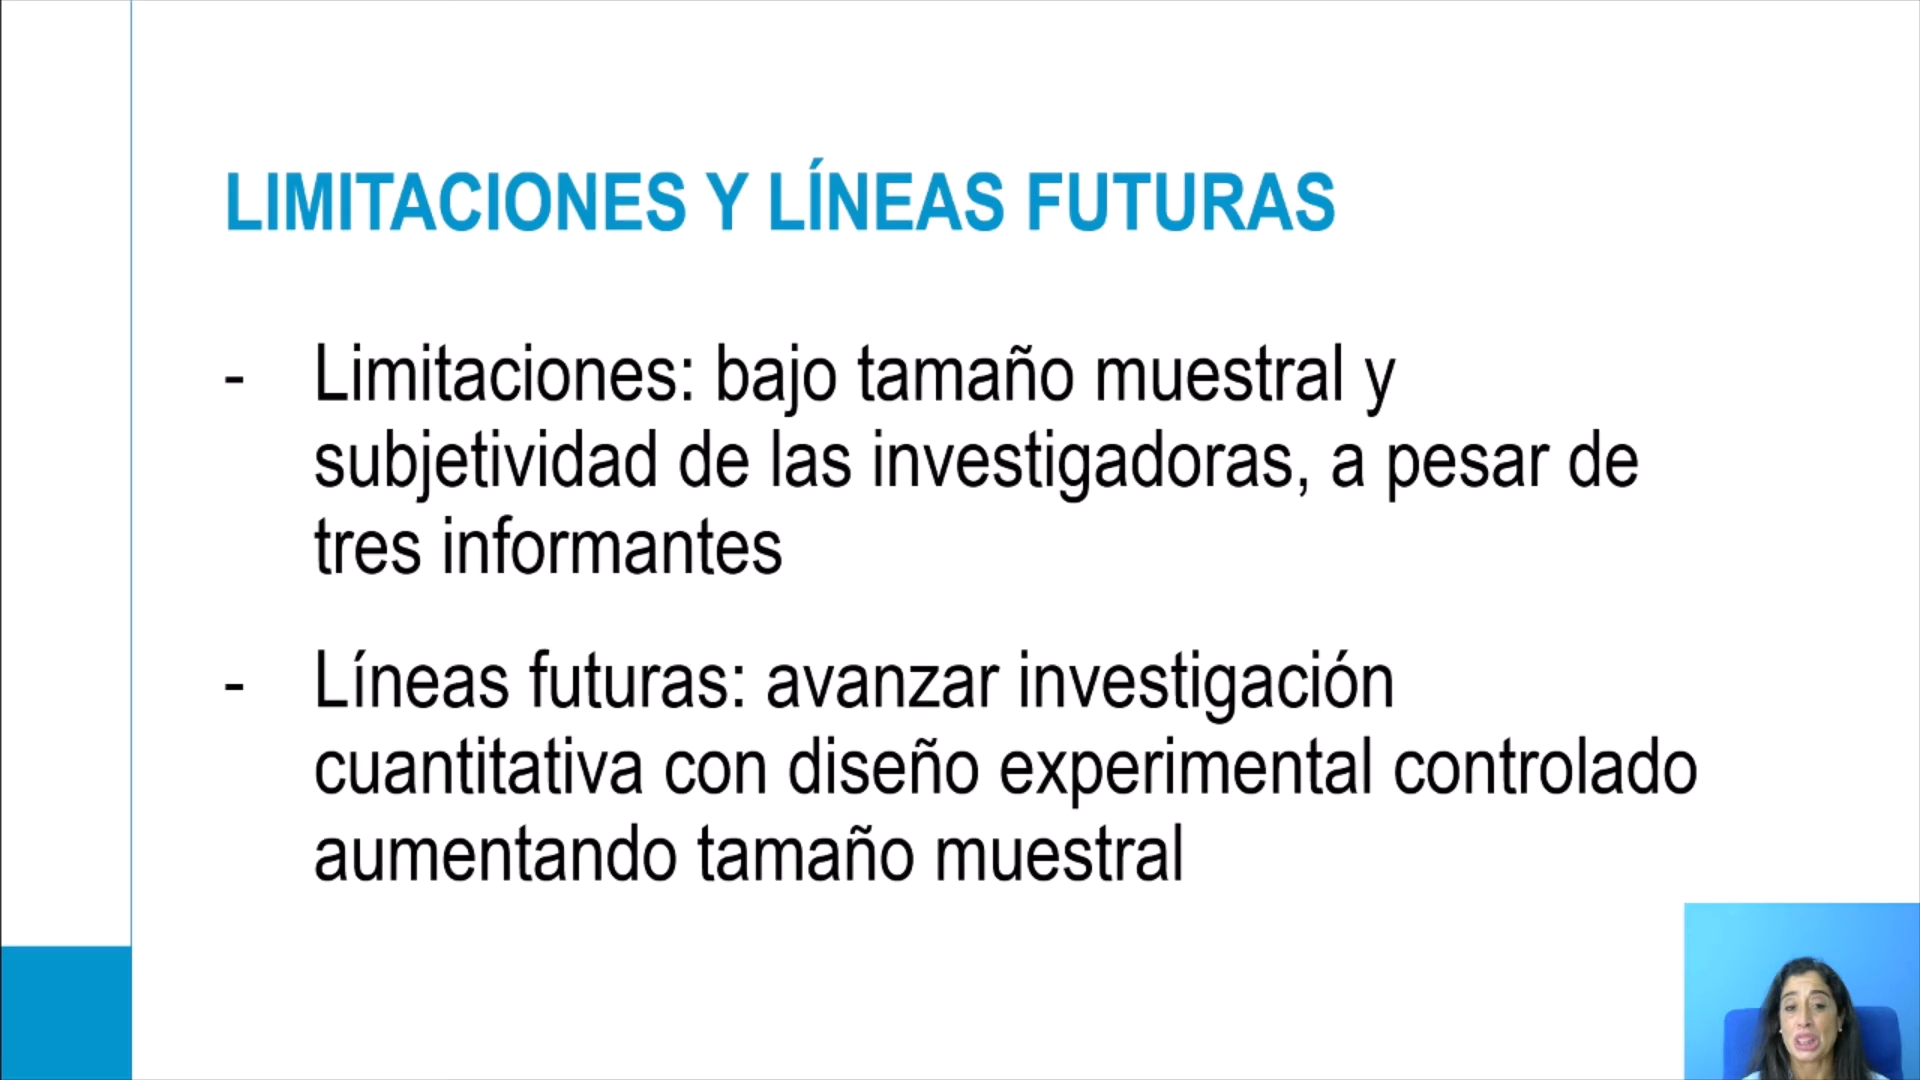 LIMITACIONES Y LÍNEAS FUTURAS
- Limitaciones: bajo tamaño muestral y
subjetividad de las investigadoras, a pesar de
tres informantes
- Líneas futuras: avanzar investigación
cuantitativa con diseño experimental controlado
aumentando tamaño muestral